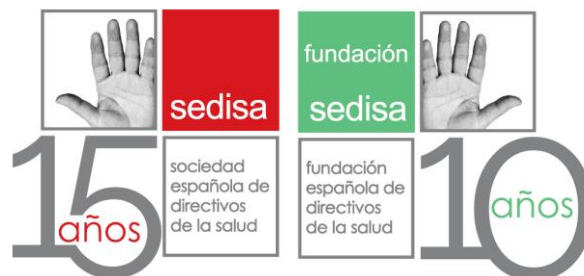 sedisa
15 años
sociedad
española de
directivos
de la salud
fundación
sedisa
fundación
española de
directivos
de la salud
10 años